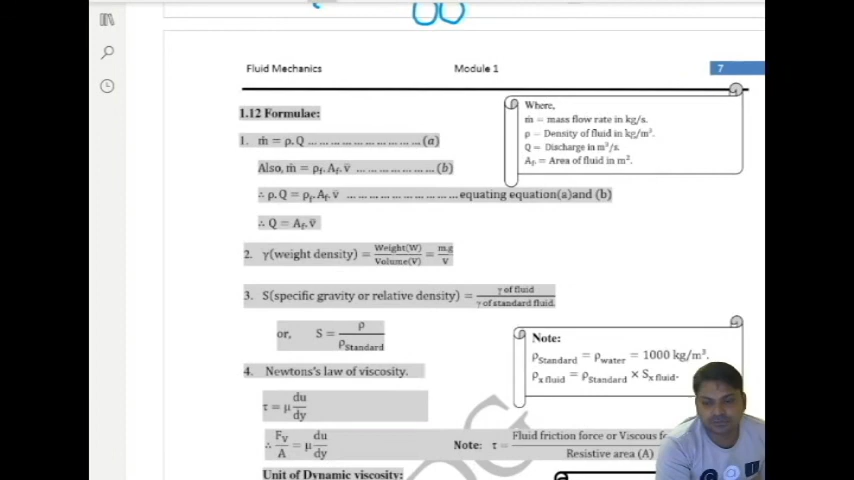 Fluid Mechanics Module 1 7
1.12 Formulae:
Where,
ṁ = mass flow rate in kg/s.
ρ = Density of fluid in kg/m³.
Q = Discharge in m³/s.
A_f = Area of fluid in m².
1. ṁ = ρ. Q ... ... ... ... ... ... ... ... (a)
Also, ṁ = ρ_f. A_f. v̅ ... ... ... ... ... ... (b)
∴ ρ. Q = ρ_f. A_f. v̅ ... ... ... ... ... ... ... ... equating equation(a)and (b)
∴ Q = A_f. v̅
2. γ(weight density) = Weight(W)/Volume(V) = m.g/V
3. S(specific gravity or relative density) = γ of fluid/γ of standard fluid.
or, S = ρ/ρ_Standard
Note:
ρ_Standard = ρ_water = 1000 kg/m³.
ρ_x fluid = ρ_Standard × S_x fluid.
4. Newtons's law of viscosity.
τ = μ du/dy
∴ F_V/A = μ du/dy
Note: τ = Fluid friction force or Viscous/Resistive area (A)
Unit of Dynamic viscosity: